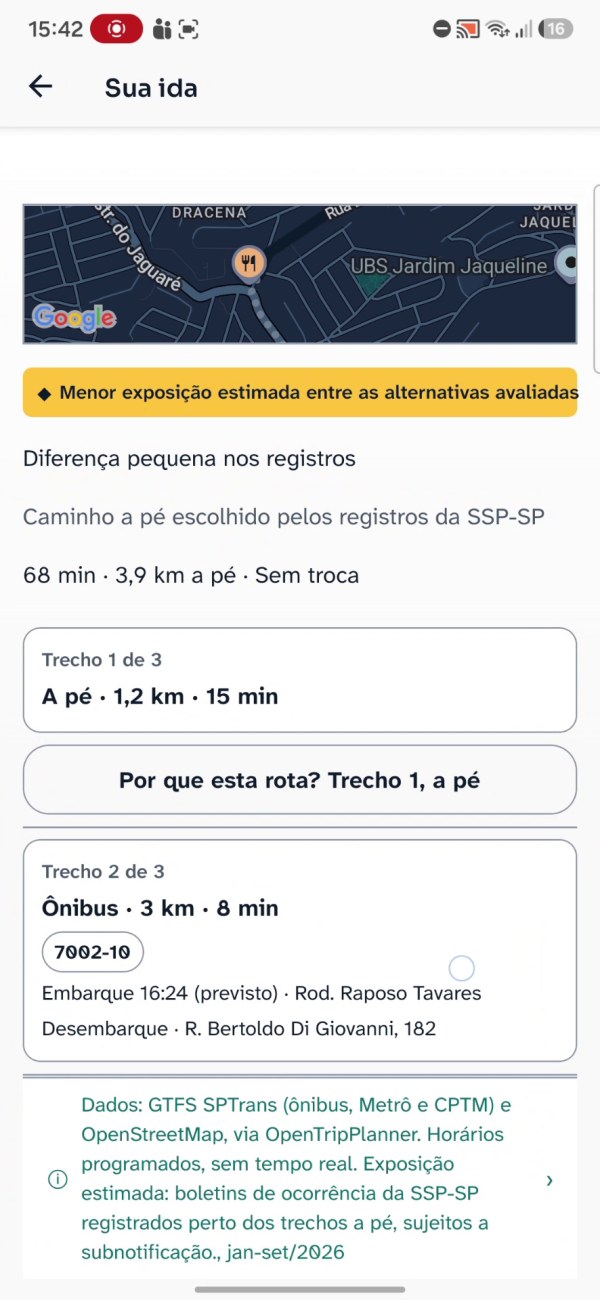 15:42
16
Sua ida
DRACENA
Rua
JARD
JAQUEL
str. do Jaguaré
UBS Jardim Jaqueline
Google
Menor exposição estimada entre as alternativas avaliadas
Diferença pequena nos registros
Caminho a pé escolhido pelos registros da SSP-SP
68 min · 3,9 km a pé · Sem troca
Trecho 1 de 3
A pé · 1,2 km · 15 min
Por que esta rota? Trecho 1, a pé
Trecho 2 de 3
Ônibus · 3 km · 8 min
7002-10
Embarque 16:24 (previsto) · Rod. Raposo Tavares
Desembarque · R. Bertoldo Di Giovanni, 182
Dados: GTFS SPTrans (ônibus, Metrô e CPTM) e
OpenStreetMap, via OpenTripPlanner. Horários
programados, sem tempo real. Exposição
estimada: boletins de ocorrência da SSP-SP
registrados perto dos trechos a pé, sujeitos a
subnotificação., jan-set/2026